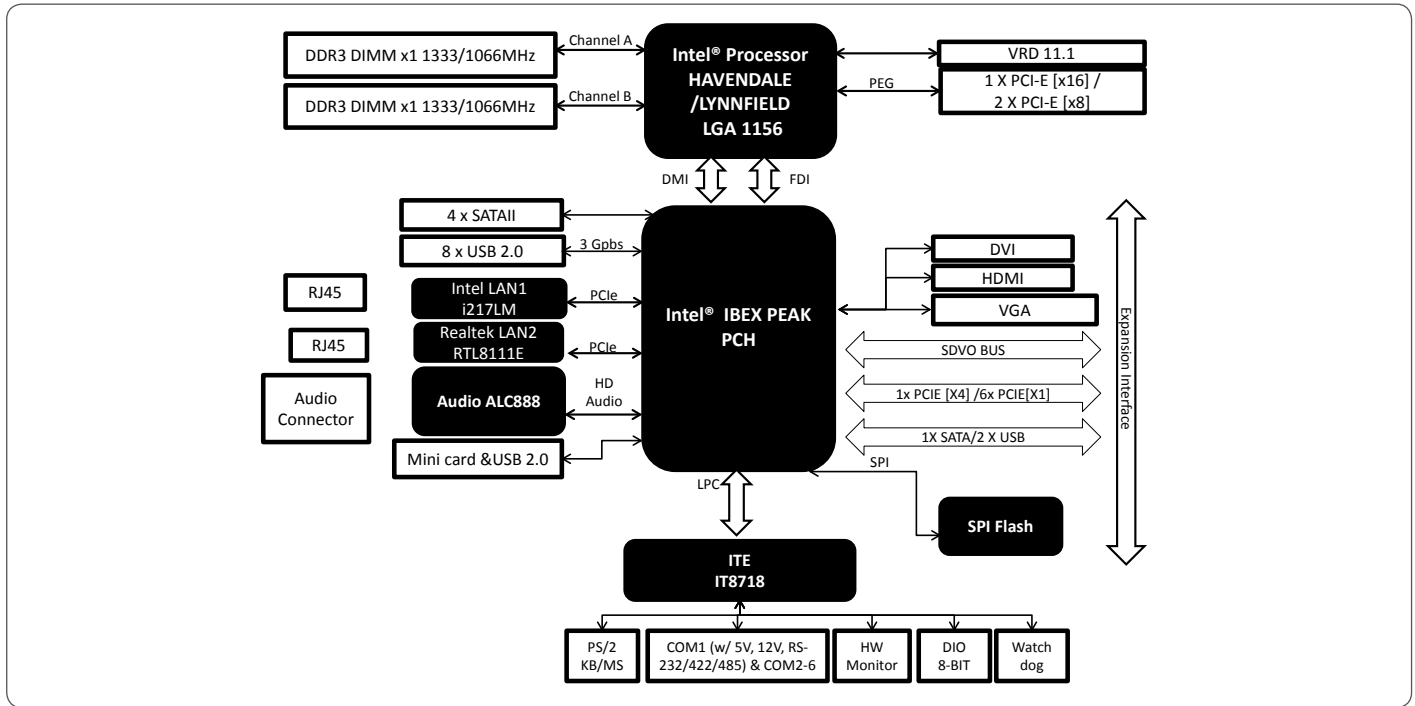 DDR3 DIMM x1 1333/1066MHz
Channel A
DDR3 DIMM x1 1333/1066MHz
Channel B
Intel® Processor
HAVENDALE
/LYNNFIELD
LGA 1156
VRD 11.1
PEG
1 X PCI-E [x16] /
2 X PCI-E [x8]
DMI
FDI
4 x SATAII
8 x USB 2.0
3 Gpbs
RJ45
Intel LAN1
i217LM
PCIe
RJ45
Realtek LAN2
RTL8111E
PCIe
Audio
Connector
Audio ALC888
HD
Audio
Mini card &USB 2.0
Intel® IBEX PEAK
PCH
DVI
HDMI
VGA
SDVO BUS
1x PCIE [X4] /6x PCIE[X1]
1X SATA/2 X USB
Expansion Interface
SPI
SPI Flash
LPC
ITE
IT8718
PS/2
KB/MS
COM1 (w/ 5V, 12V, RS-
232/422/485) & COM2-6
HW
Monitor
DIO
8-BIT
Watch
dog